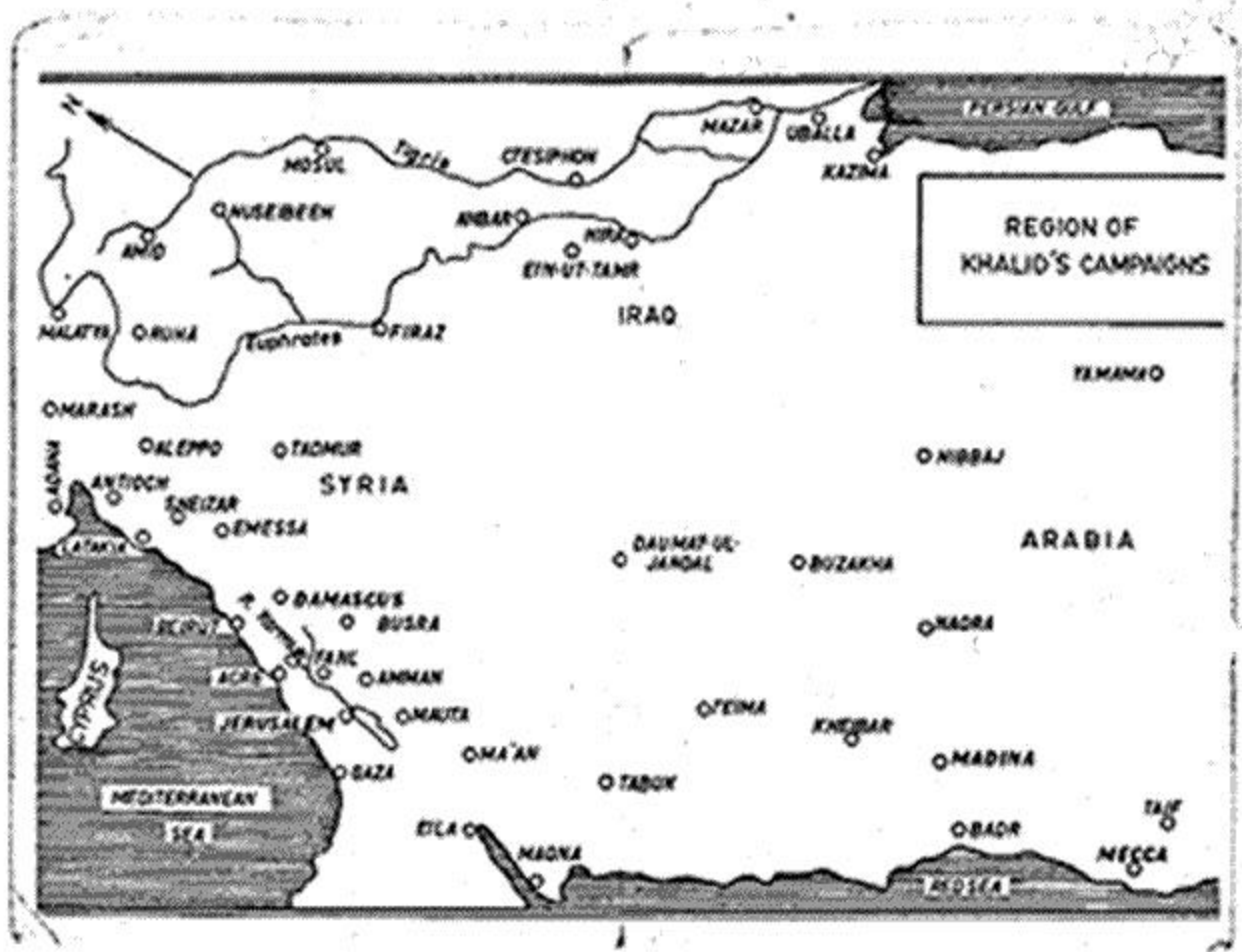 N
PERSIAN GULF
MAZAR
UBALLA
KAZIMA
MOSUL
Tigris
CTESIPHON
NUSEIBEEN
ANBAR
HIRA
AMID
EIN-UT-TAMR
REGION OF
KHALID'S CAMPAIGNS
IRAQ
MALATYA
RUHA
Euphrates
FIRAZ
YAMAMA
MARASH
ALEPPO
TADMUR
NIBBAJ
ADANA
ANTIOCH
SYRIA
SHEIZAR
EMESSA
LATAKIA
DAUMAT-UL-
JANDAL
BUZAKHA
ARABIA
DAMASCUS
BEIRUT
BUSRA
NAQRA
ACRE
AMMAN
CYPRUS
JERUSALEM
MAUTA
TEIMA
KHEIBAR
MA'AN
MADINA
GAZA
TABUK
MEDITERRANEAN
SEA
EILA
BADR
TAIF
MAQNA
MECCA
RED SEA